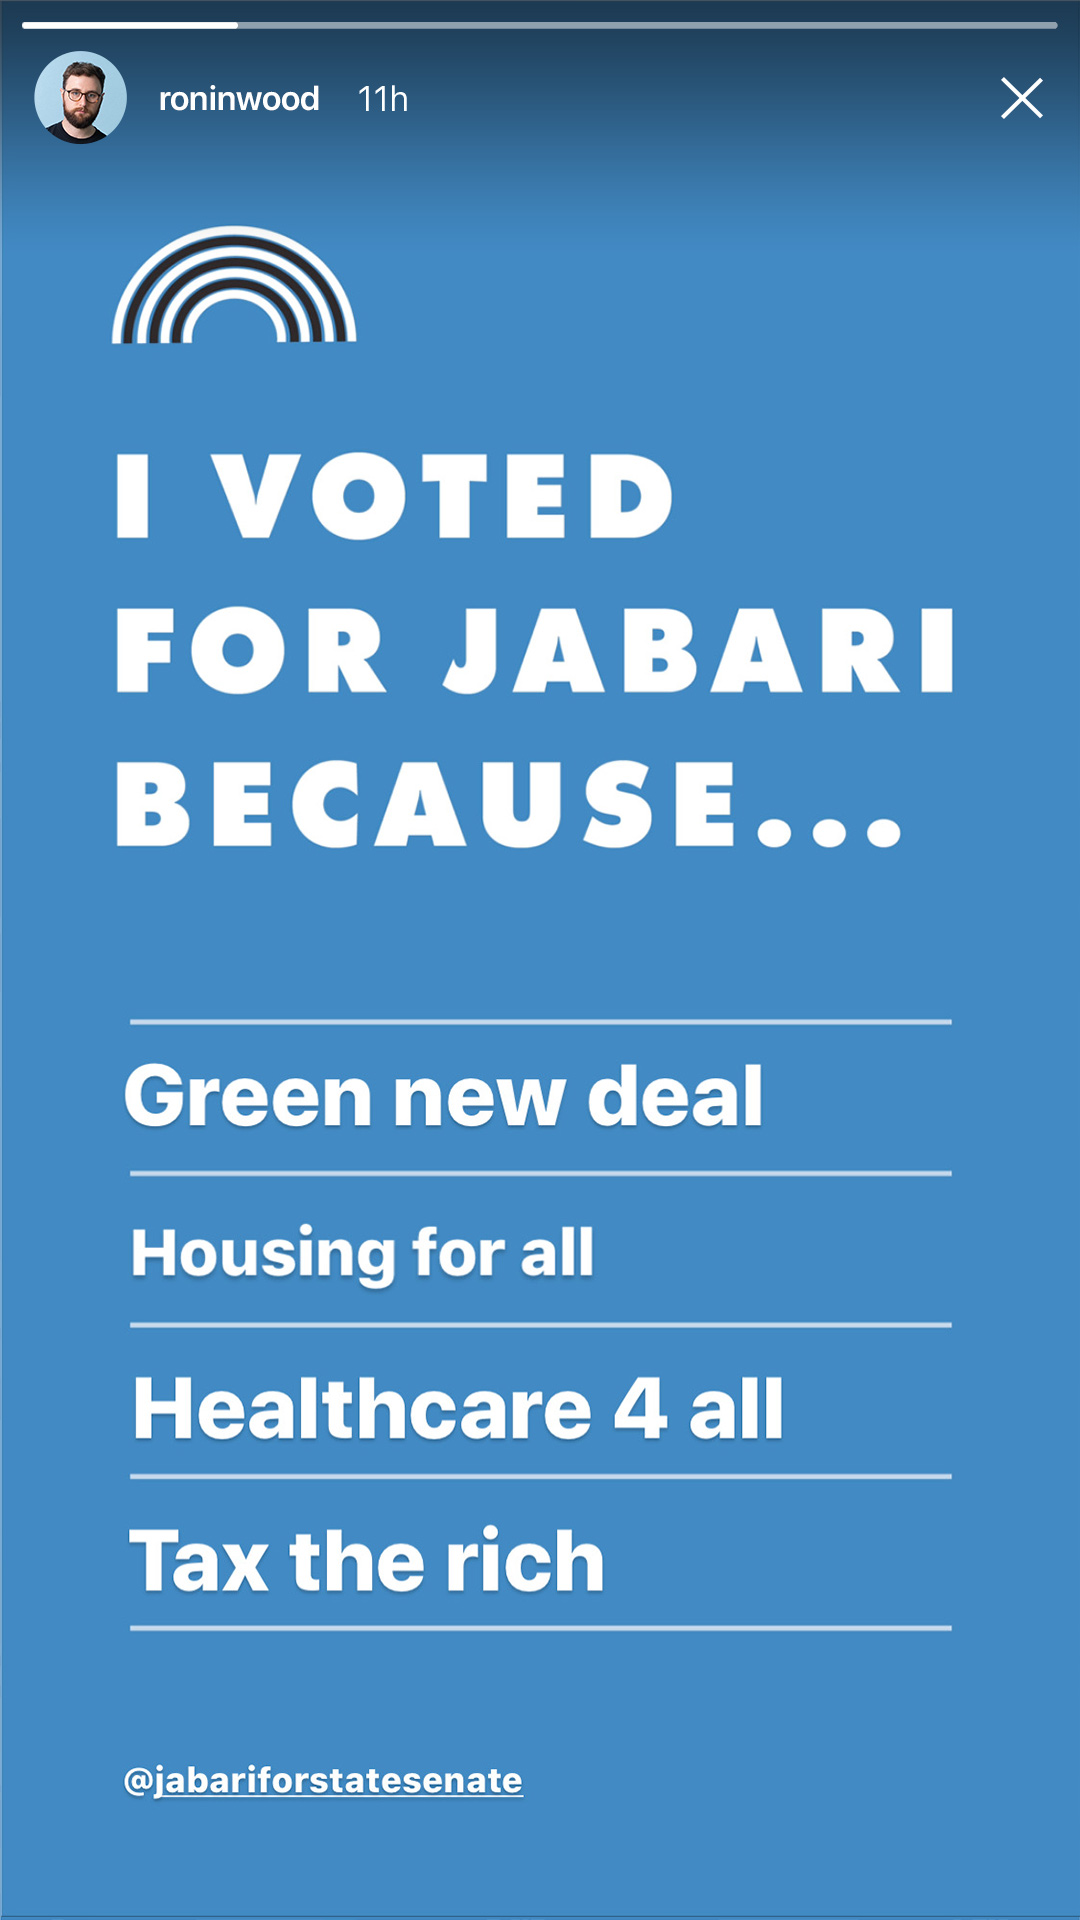 roninwood 11h
I VOTED
FOR JABARI
BECAUSE...
Green new deal
Housing for all
Healthcare 4 all
Tax the rich
@jabariforstatesenate